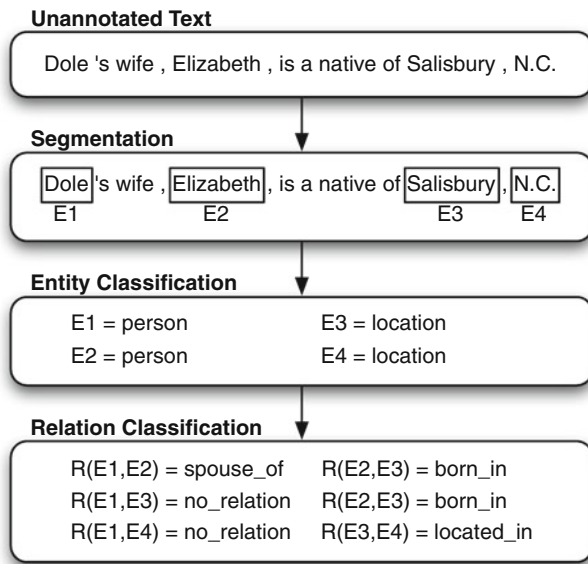 Unannotated Text
Dole 's wife , Elizabeth , is a native of Salisbury , N.C.
Segmentation
Dole 's wife , Elizabeth , is a native of Salisbury , N.C.
E1 E2 E3 E4
Entity Classification
E1 = person E3 = location
E2 = person E4 = location
Relation Classification
R(E1,E2) = spouse_of R(E2,E3) = born_in
R(E1,E3) = no_relation R(E2,E3) = born_in
R(E1,E4) = no_relation R(E3,E4) = located_in